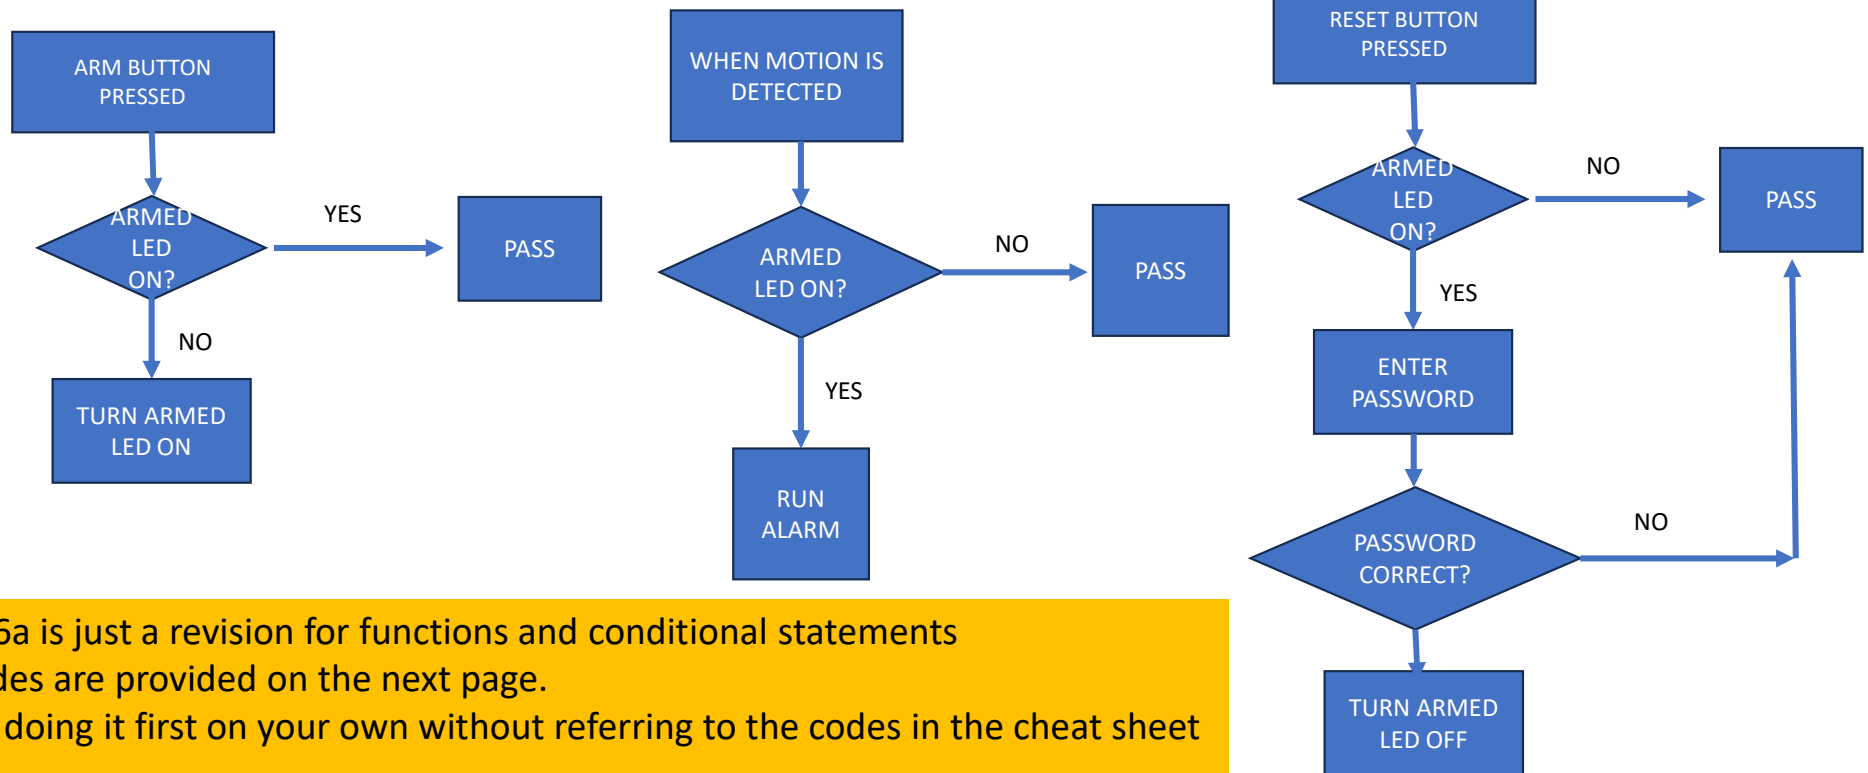 ARM BUTTON
PRESSED
ARMED
LED
ON?
YES
PASS
NO
TURN ARMED
LED ON
WHEN MOTION IS
DETECTED
ARMED
LED ON?
NO
PASS
YES
RUN
ALARM
RESET BUTTON
PRESSED
ARMED
LED
ON?
NO
PASS
YES
ENTER
PASSWORD
PASSWORD
CORRECT?
NO
TURN ARMED
LED OFF
6a is just a revision for functions and conditional statements
des are provided on the next page.
doing it first on your own without referring to the codes in the cheat sheet